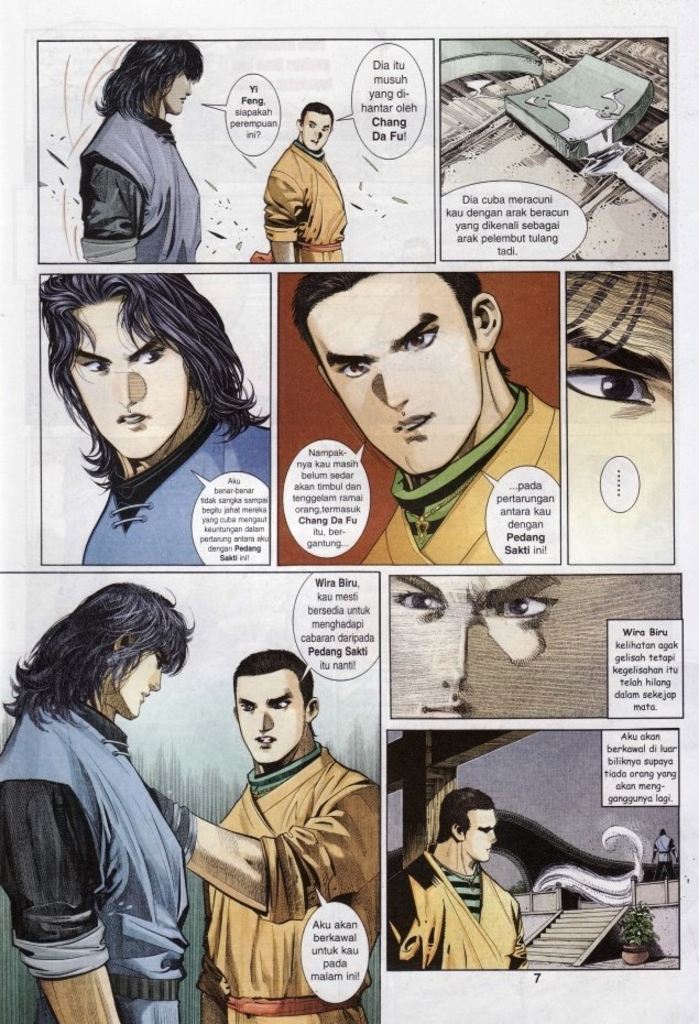 Yi
Feng,
siapakah
perempuan
ini?
Dia itu
musuh
yang di-
hantar oleh
Chang
Da Fu!
Dia cuba meracuni
kau dengan arak beracun
yang dikenali sebagai
arak pelembut tulang
tadi.
Aku
benar-benar
tidak sangka sampai
begitu jahat mereka
yang cuba mengaut
keuntungan dalam
pertarung antara aku
dengan Pedang
Sakti ini!
Nampak-
nya kau masih
belum sedar
akan timbul dan
tenggelam ramai
orang,termasuk
Chang Da Fu
itu, ber-
gantung...
...pada
pertarungan
antara kau
dengan
Pedang
Sakti ini!
......
Wira Biru,
kau mesti
bersedia untuk
menghadapi
cabaran daripada
Pedang Sakti
itu nanti!
Aku akan
berkawal
untuk kau
pada
malam ini!
Wira Biru
kelihatan agak
gelisah tetapi
kegelisahan itu
telah hilang
dalam sekejap
mata.
Aku akan
berkawal di luar
biliknya supaya
tiada orang yang
akan meng-
ganggunya lagi.
7